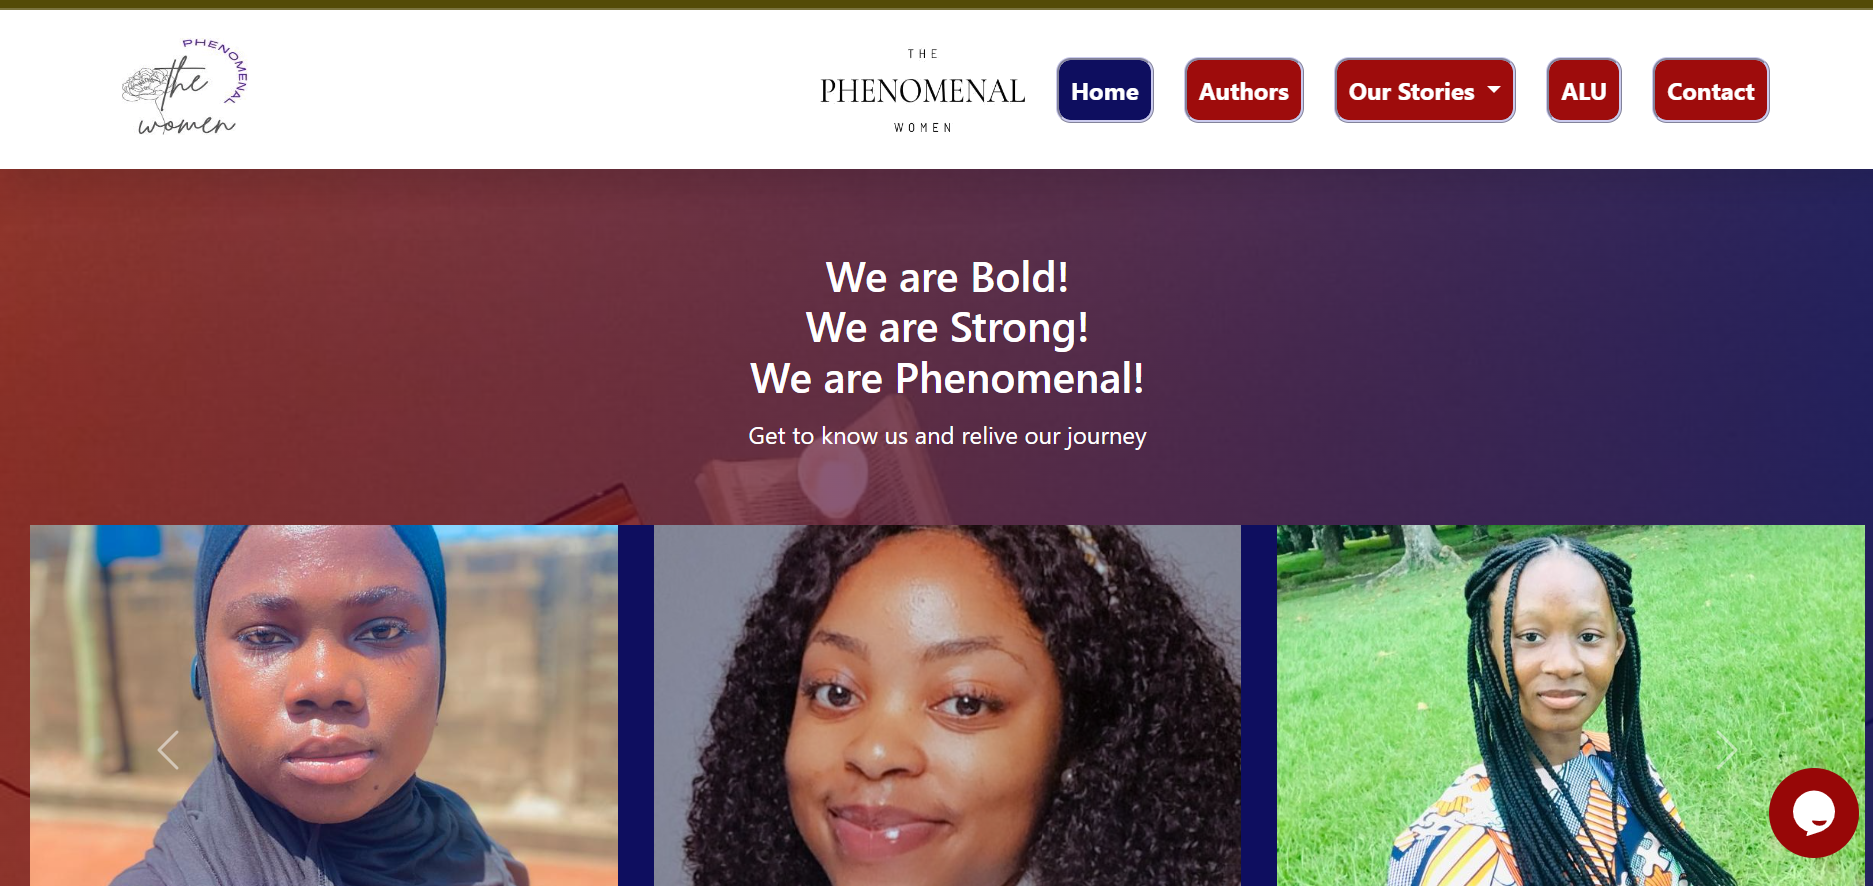 PHENOMENAL
the
women
THE
PHENOMENAL
WOMEN
Home
Authors
Our Stories
ALU
Contact
We are Bold!
We are Strong!
We are Phenomenal!
Get to know us and relive our journey